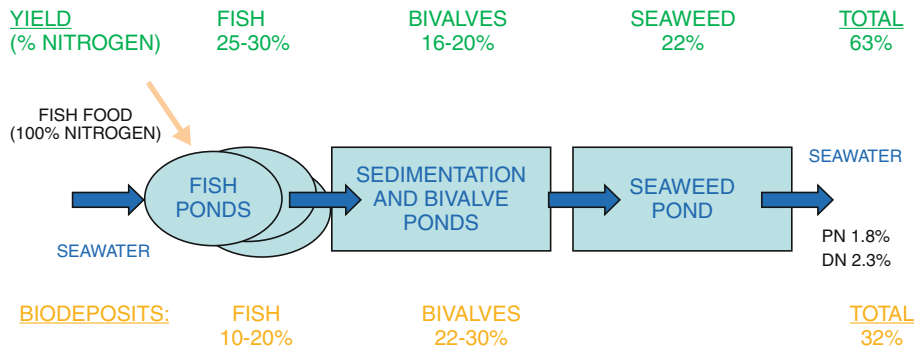 YIELD FISH BIVALVES SEAWEED TOTAL
(% NITROGEN) 25-30% 16-20% 22% 63%
FISH FOOD
(100% NITROGEN)
SEAWATER
FISH
PONDS
SEDIMENTATION
AND BIVALVE
PONDS
SEAWEED
POND
SEAWATER
PN 1.8%
DN 2.3%
BIODEPOSITS: FISH BIVALVES TOTAL
10-20% 22-30% 32%